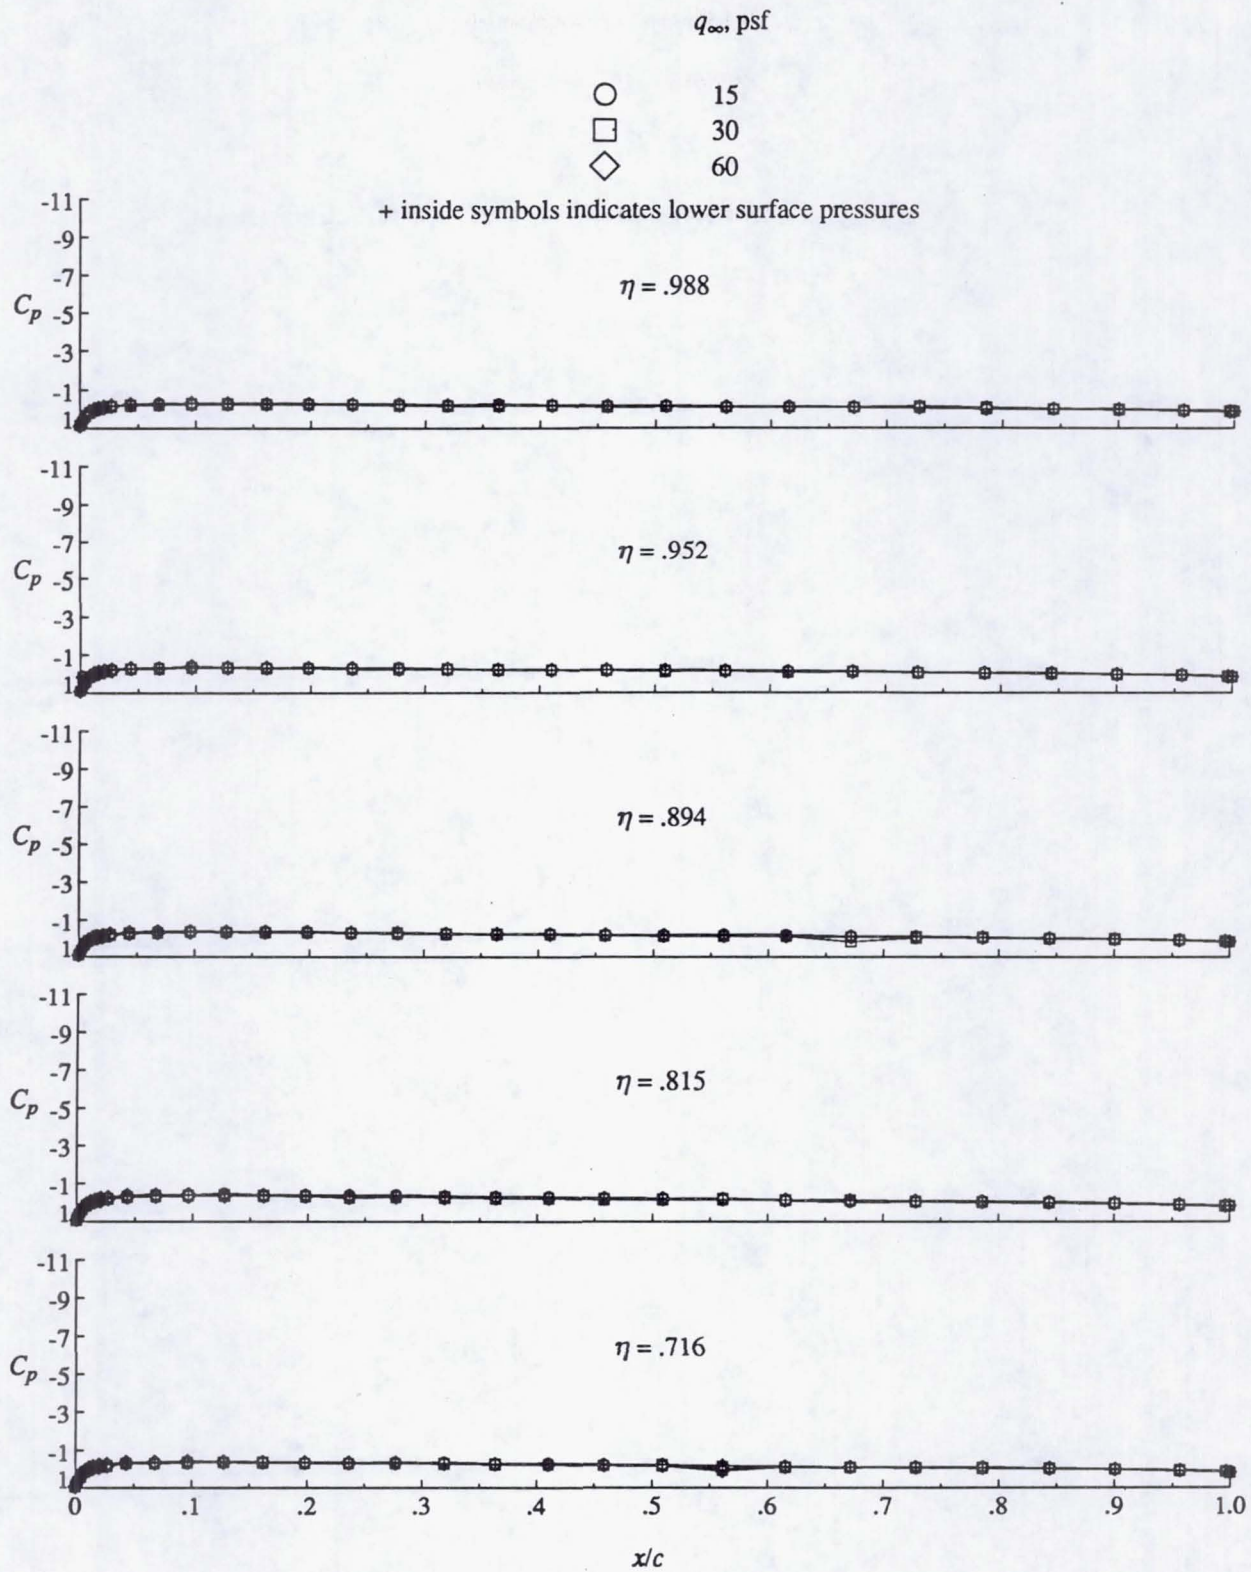 q∞, psf
15
30
60
+ inside symbols indicates lower surface pressures
-11
-9
-7
Cp -5
-3
-1
1
η = .988
-11
-9
-7
Cp -5
-3
-1
1
η = .952
-11
-9
-7
Cp -5
-3
-1
1
η = .894
-11
-9
-7
Cp -5
-3
-1
1
η = .815
-11
-9
-7
Cp -5
-3
-1
1
η = .716
0 .1 .2 .3 .4 .5 .6 .7 .8 .9 1.0
x/c